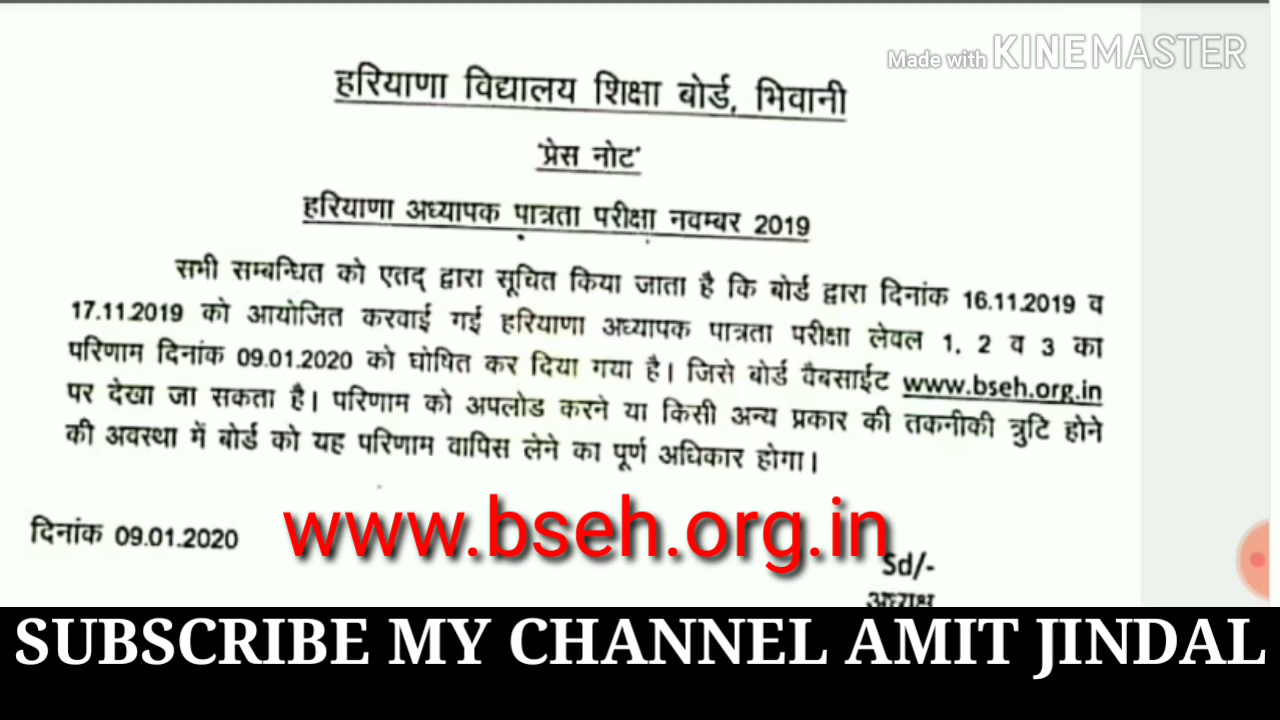 Made with KINEMASTER
हरियाणा विद्यालय शिक्षा बोर्ड, भिवानी
'प्रेस नोट'
हरियाणा अध्यापक पात्रता परीक्षा नवम्बर 2019
सभी सम्बन्धित को एतद् द्वारा सूचित किया जाता है कि बोर्ड द्वारा दिनांक 16.11.2019 व
17.11.2019 को आयोजित करवाई गई हरियाणा अध्यापक पात्रता परीक्षा लेवल 1, 2 व 3 का
परिणाम दिनांक 09.01.2020 को घोषित कर दिया गया है। जिसे बोर्ड वैबसाईट www.bseh.org.in
पर देखा जा सकता है। परिणाम को अपलोड करने या किसी अन्य प्रकार की तकनीकी त्रुटि होने
की अवस्था में बोर्ड को यह परिणाम वापिस लेने का पूर्ण अधिकार होगा।
दिनांक 09.01.2020
www.bseh.org.in
Sd/-
अध्यक्ष
SUBSCRIBE MY CHANNEL AMIT JINDAL